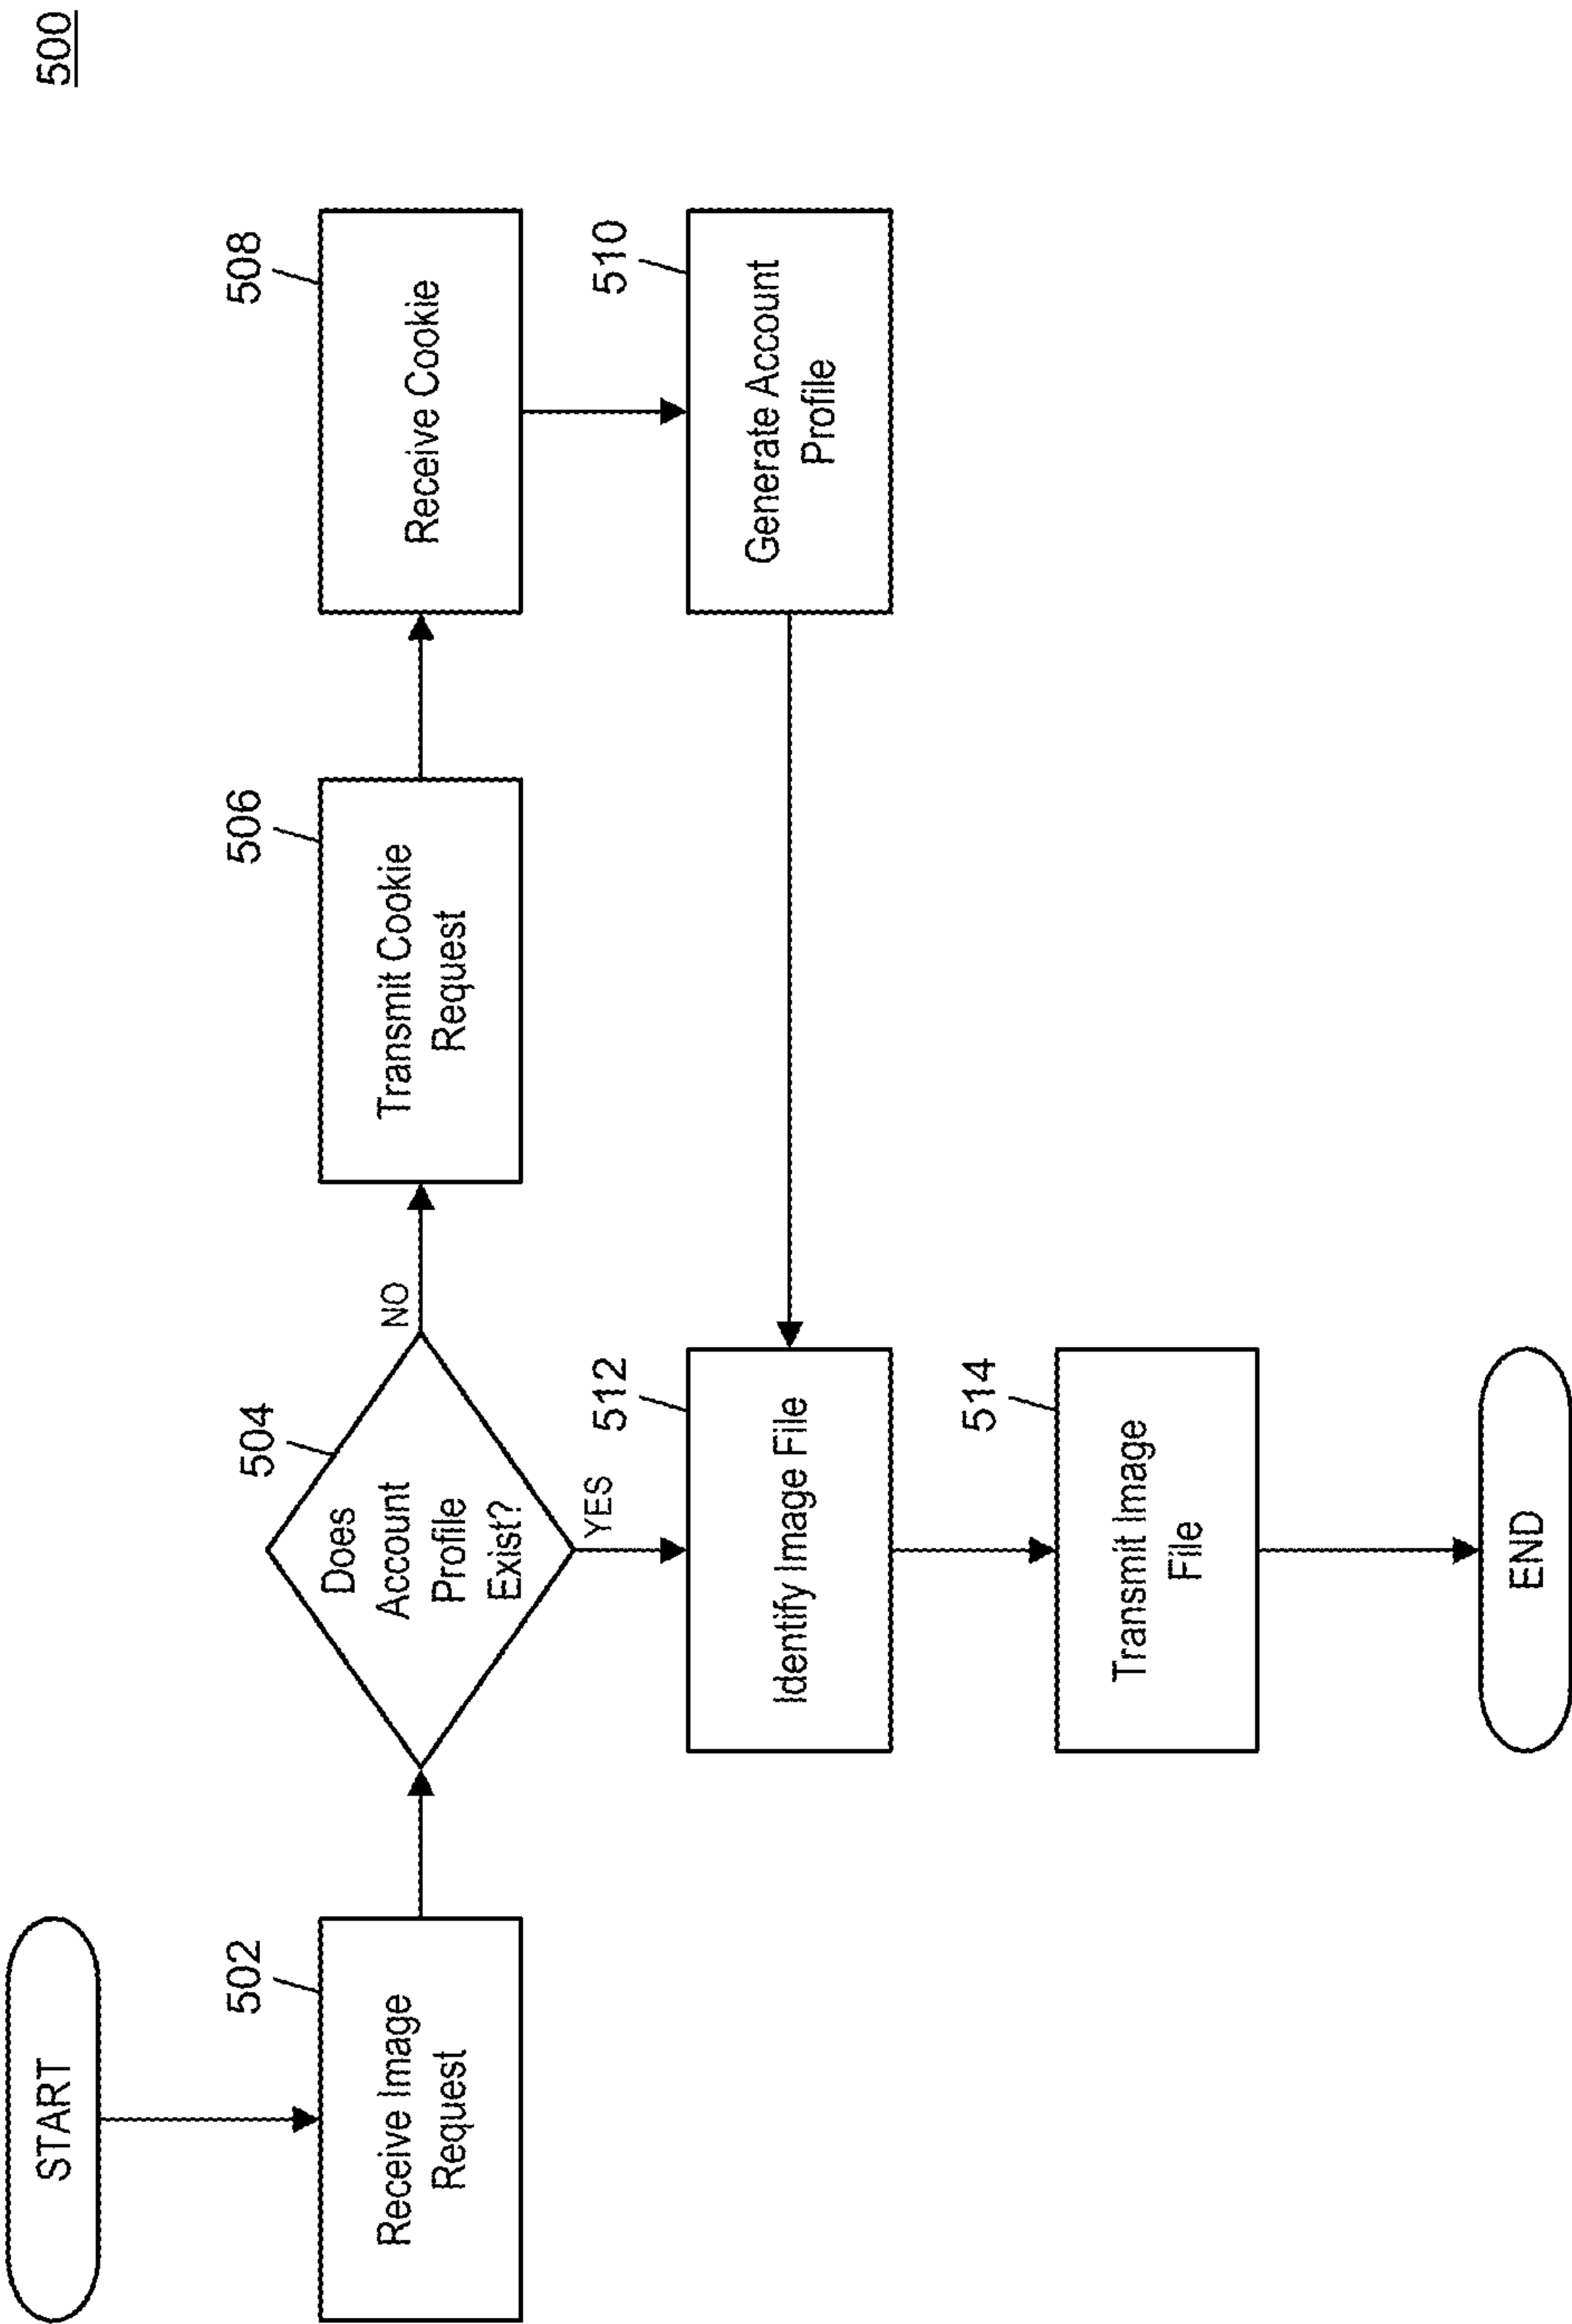 500
START
502
Receive Image
Request
504
Does
Account
Profile
Exist?
NO
YES
506
Transmit Cookie
Request
508
Receive Cookie
510
Generate Account
Profile
512
Identify Image File
514
Transmit Image
File
END